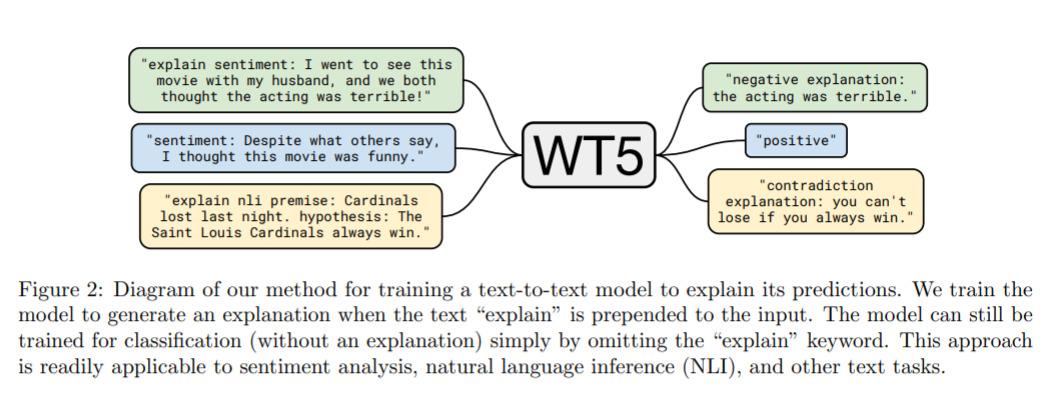 "explain sentiment: I went to see this
movie with my husband, and we both
thought the acting was terrible!"
"sentiment: Despite what others say,
I thought this movie was funny."
"explain nli premise: Cardinals
lost last night. hypothesis: The
Saint Louis Cardinals always win."
WT5
"negative explanation:
the acting was terrible."
"positive"
"contradiction
explanation: you can't
lose if you always win."
Figure 2: Diagram of our method for training a text-to-text model to explain its predictions. We train the
model to generate an explanation when the text “explain” is prepended to the input. The model can still be
trained for classification (without an explanation) simply by omitting the “explain” keyword. This approach
is readily applicable to sentiment analysis, natural language inference (NLI), and other text tasks.